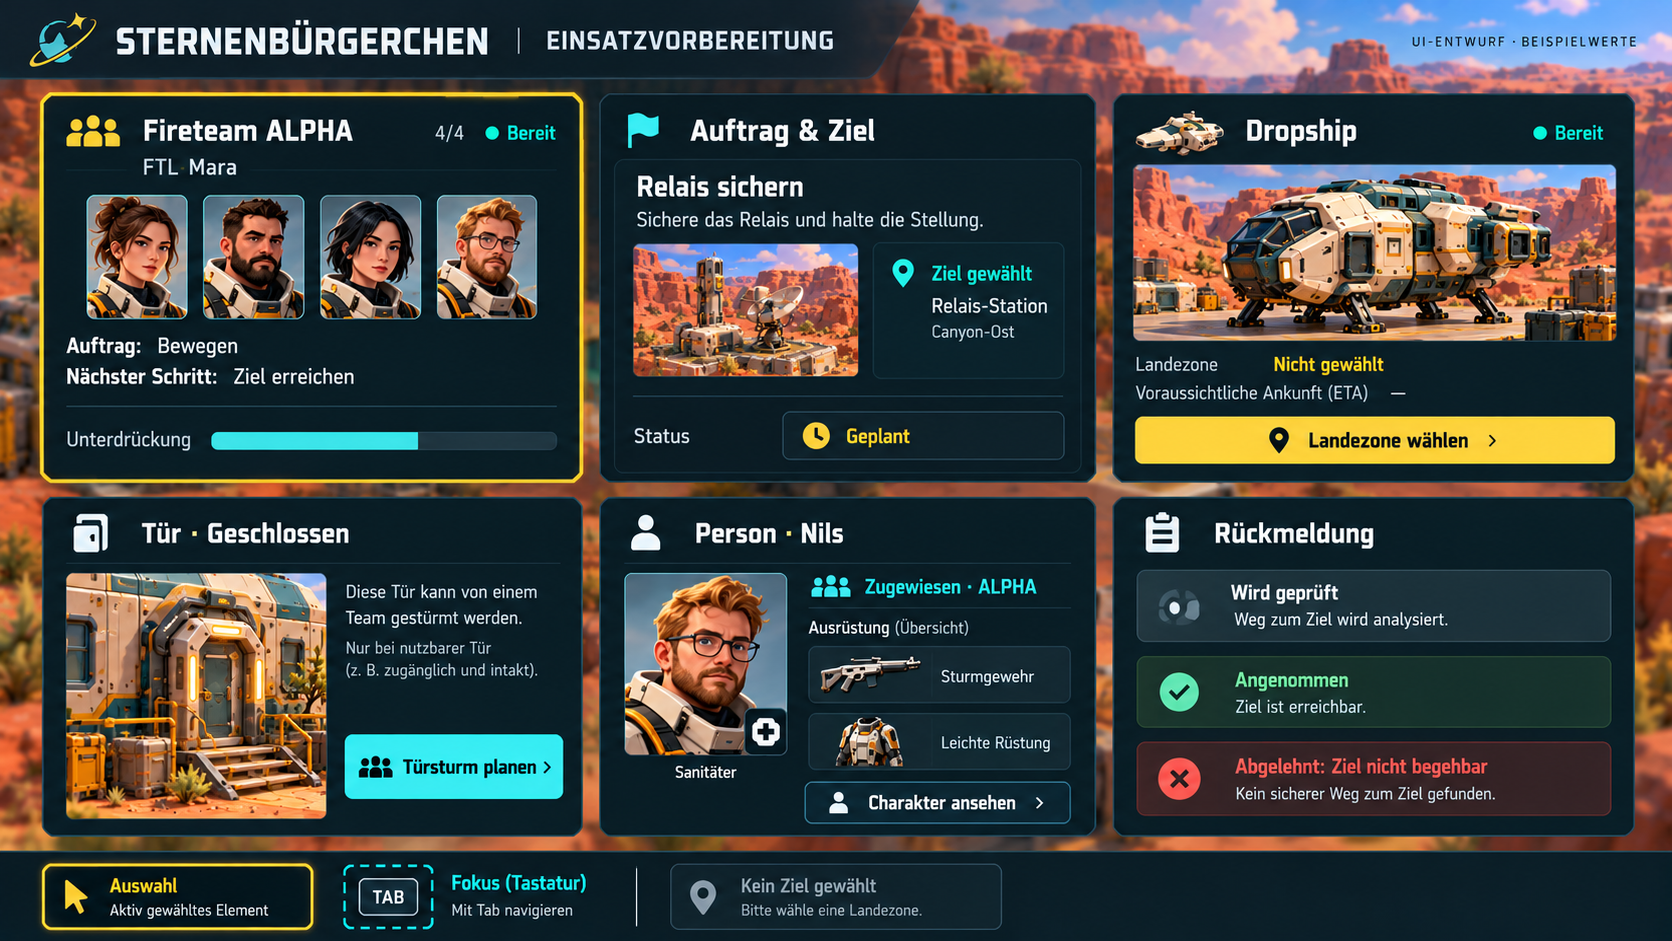 STERNENBÜRGERCHEN | EINSATZVORBEREITUNG
UI-ENTWURF · BEISPIELWERTE
Fireteam ALPHA
4/4
Bereit
FTL Mara
Auftrag: Bewegen
Nächster Schritt: Ziel erreichen
Unterdrückung
Auftrag & Ziel
Relais sichern
Sichere das Relais und halte die Stellung.
Ziel gewählt
Relais-Station
Canyon-Ost
Status
Geplant
Dropship
Bereit
Landezone Nicht gewählt
Voraussichtliche Ankunft (ETA) —
Landezone wählen >
Tür · Geschlossen
Diese Tür kann von einem
Team gestürmt werden.
Nur bei nutzbarer Tür
(z. B. zugänglich und intakt).
Türsturm planen >
Person · Nils
Sanitäter
Zugewiesen · ALPHA
Ausrüstung (Übersicht)
Sturmgewehr
Leichte Rüstung
Charakter ansehen >
Rückmeldung
Wird geprüft
Weg zum Ziel wird analysiert.
Angenommen
Ziel ist erreichbar.
Abgelehnt: Ziel nicht begehbar
Kein sicherer Weg zum Ziel gefunden.
Auswahl
Aktiv gewähltes Element
TAB
Fokus (Tastatur)
Mit Tab navigieren
Kein Ziel gewählt
Bitte wähle eine Landezone.